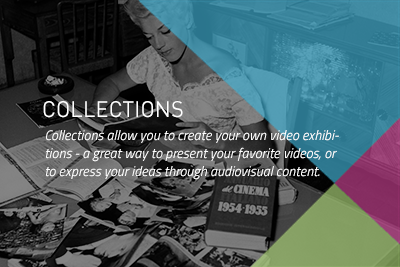 COLLECTIONS
Collections allow you to create your own video exhibi-
tions - a great way to present your favorite videos, or
to express your ideas through audiovisual content.
del CINEMA
1954-1955